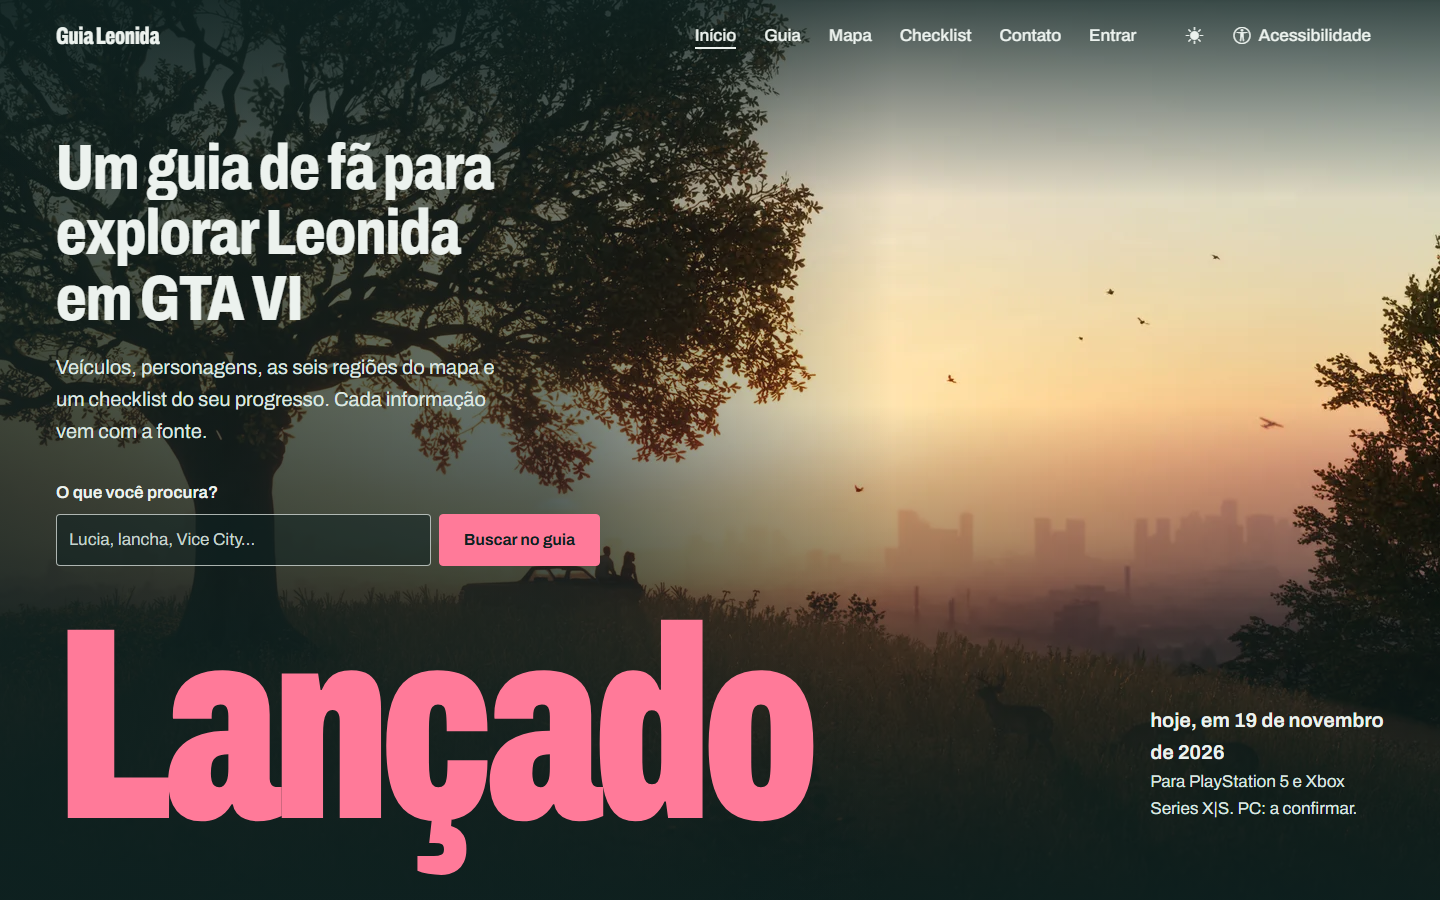 Guia Leonida
Início
Guia
Mapa
Checklist
Contato
Entrar
Acessibilidade
Um guia de fã para
explorar Leonida
em GTA VI
Veículos, personagens, as seis regiões do mapa e
um checklist do seu progresso. Cada informação
vem com a fonte.
O que você procura?
Lucia, lancha, Vice City...
Buscar no guia
Lançado
hoje, em 19 de novembro
de 2026
Para PlayStation 5 e Xbox
Series X|S. PC: a confirmar.